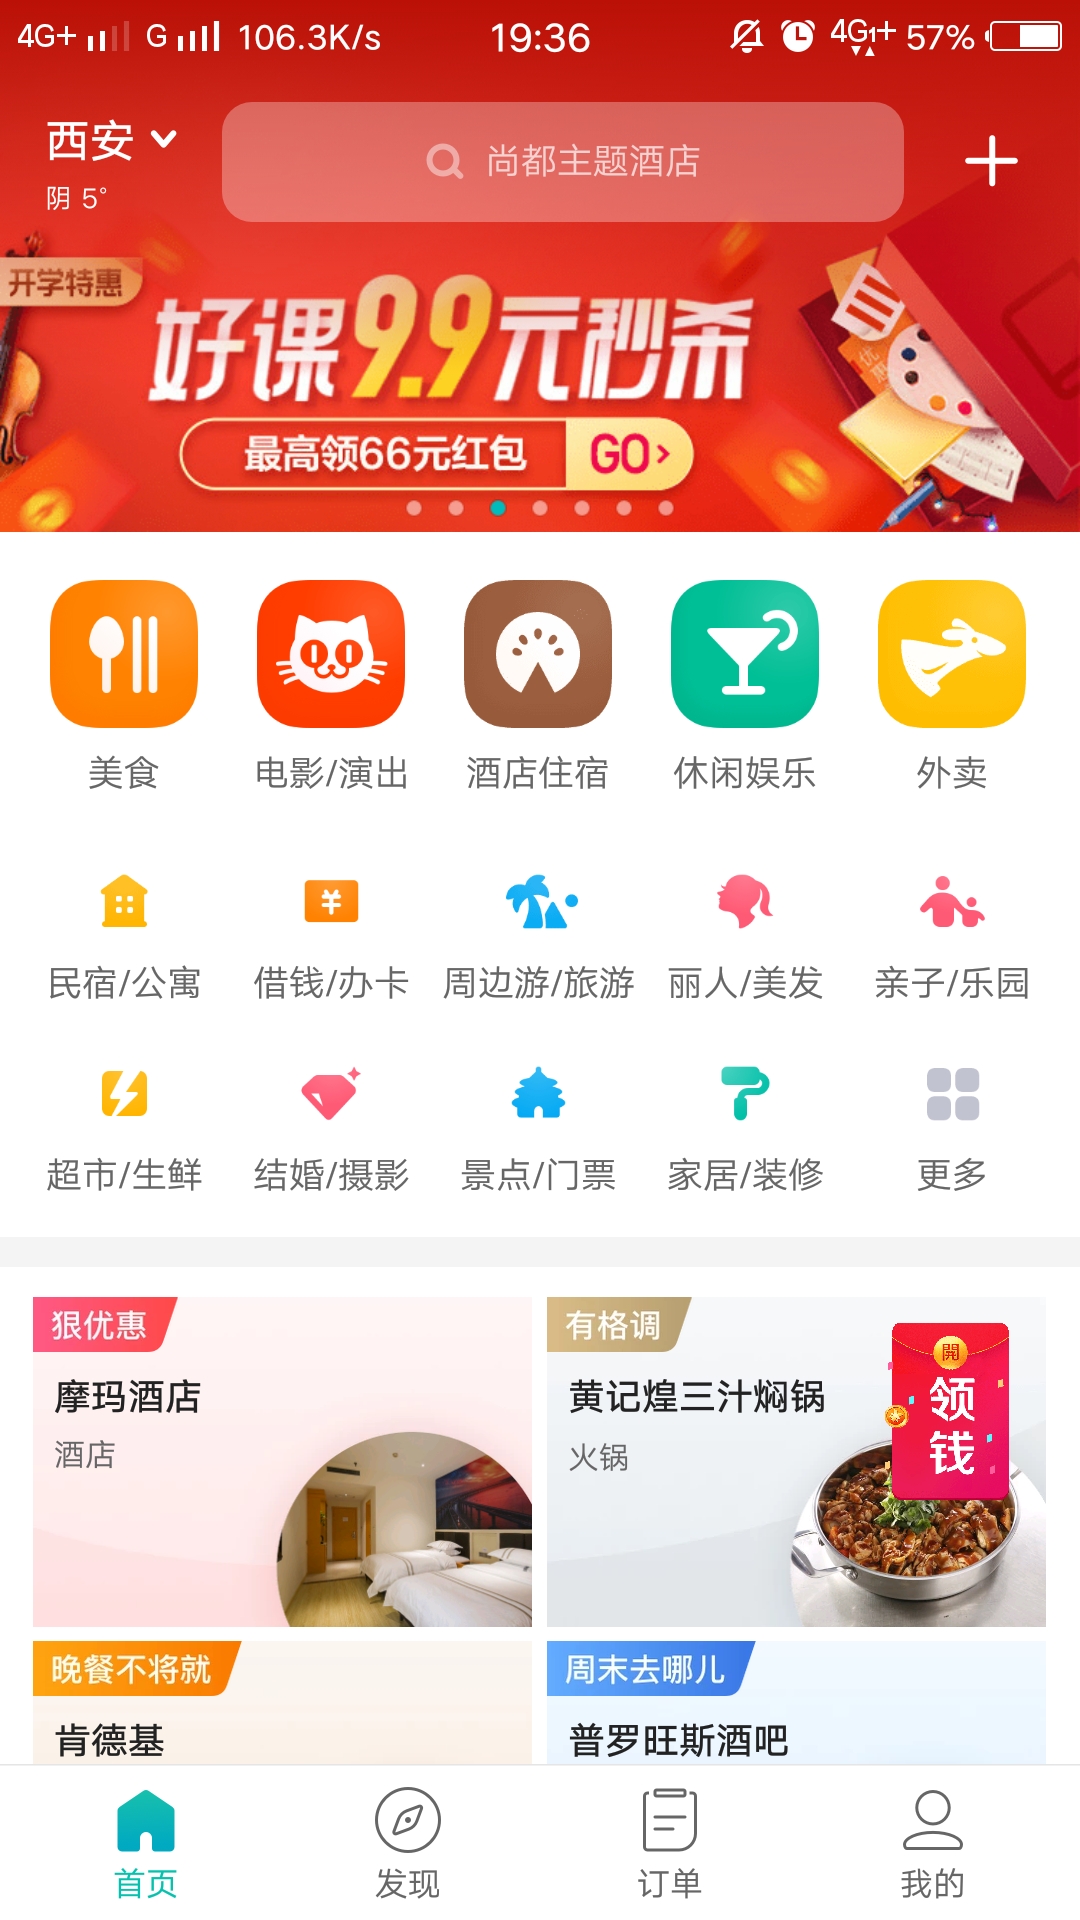 4G+ G 106.3K/s 19:36 4G1+ 57%
西安
尚都主题酒店
阴 5°
开学特惠
好课9.9元秒杀
优惠
最高领66元红包 GO>
美食 电影/演出 酒店住宿 休闲娱乐 外卖
¥
民宿/公寓 借钱/办卡 周边游/旅游 丽人/美发 亲子/乐园
超市/生鲜 结婚/摄影 景点/门票 家居/装修 更多
狠优惠
摩玛酒店
酒店
有格调
黄记煌三汁焖锅
火锅
開
领
钱
晚餐不将就
肯德基
周末去哪儿
普罗旺斯酒吧
首页 发现 订单 我的